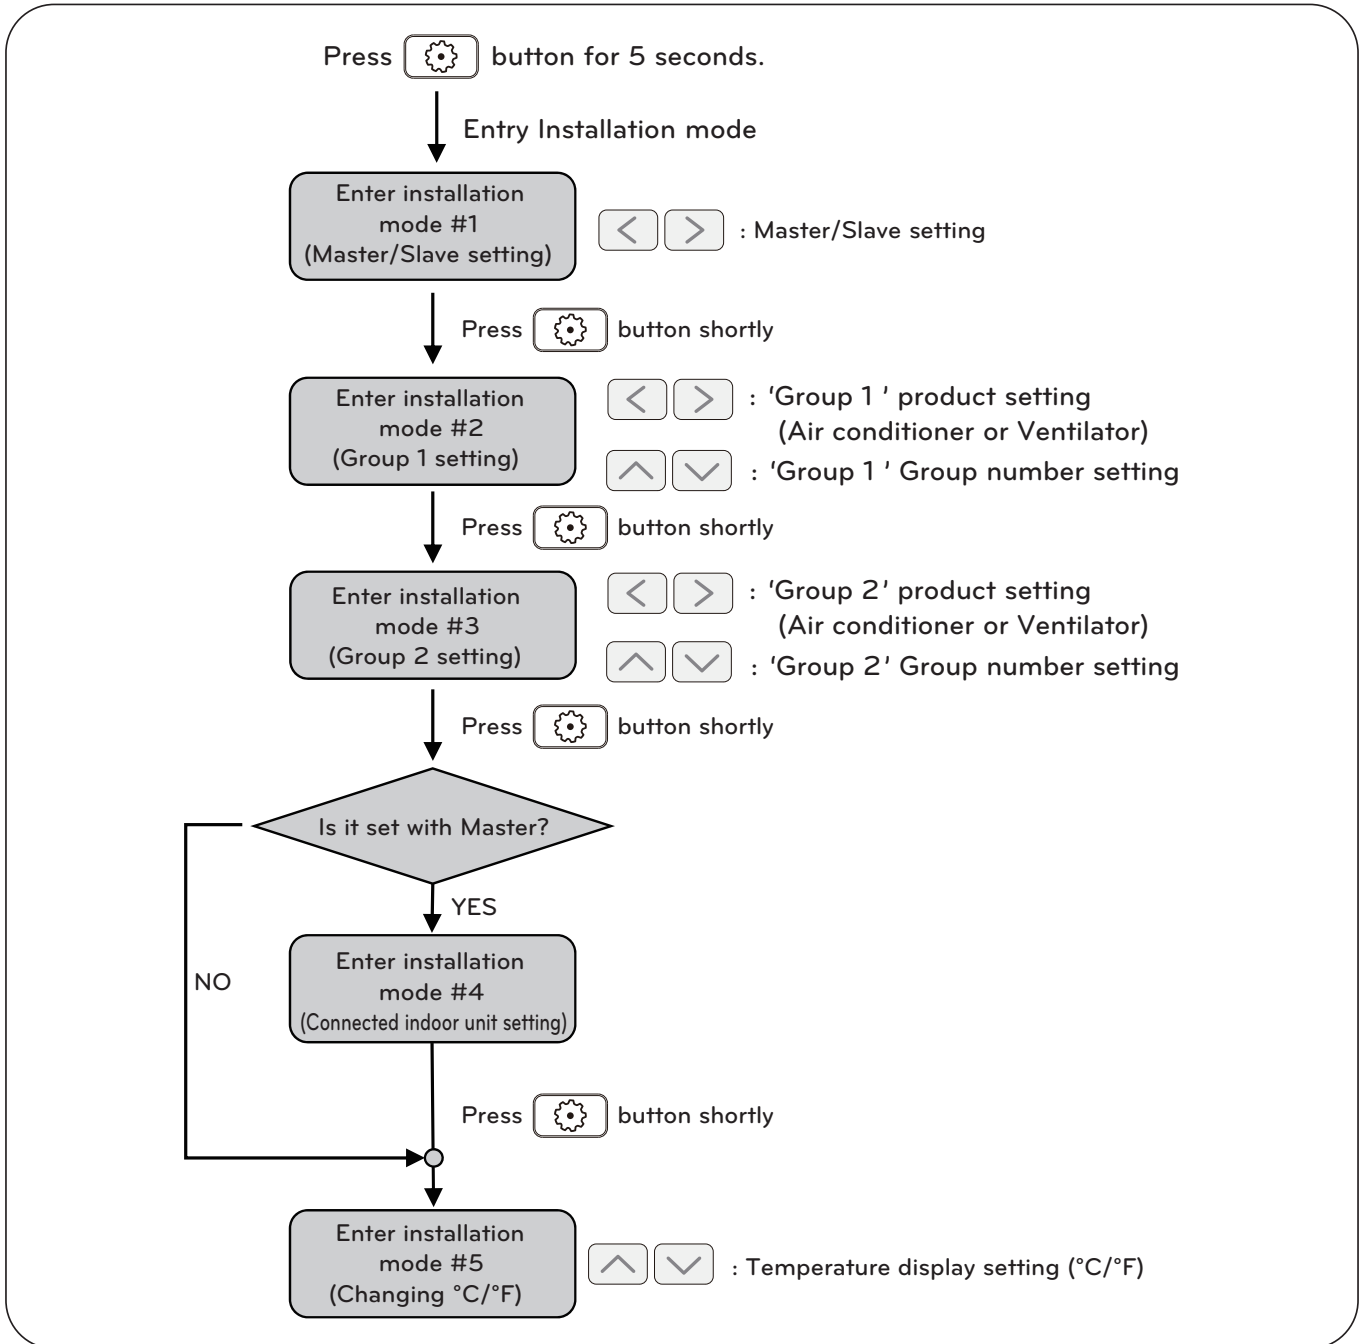 Press button for 5 seconds.
Entry Installation mode
Enter installation
mode #1
(Master/Slave setting)
: Master/Slave setting
Press button shortly
Enter installation
mode #2
(Group 1 setting)
: 'Group 1 ' product setting
(Air conditioner or Ventilator)
: 'Group 1 ' Group number setting
Press button shortly
Enter installation
mode #3
(Group 2 setting)
: 'Group 2' product setting
(Air conditioner or Ventilator)
: 'Group 2' Group number setting
Press button shortly
Is it set with Master?
YES
NO
Enter installation
mode #4
(Connected indoor unit setting)
Press button shortly
Enter installation
mode #5
(Changing °C/°F)
: Temperature display setting (°C/°F)